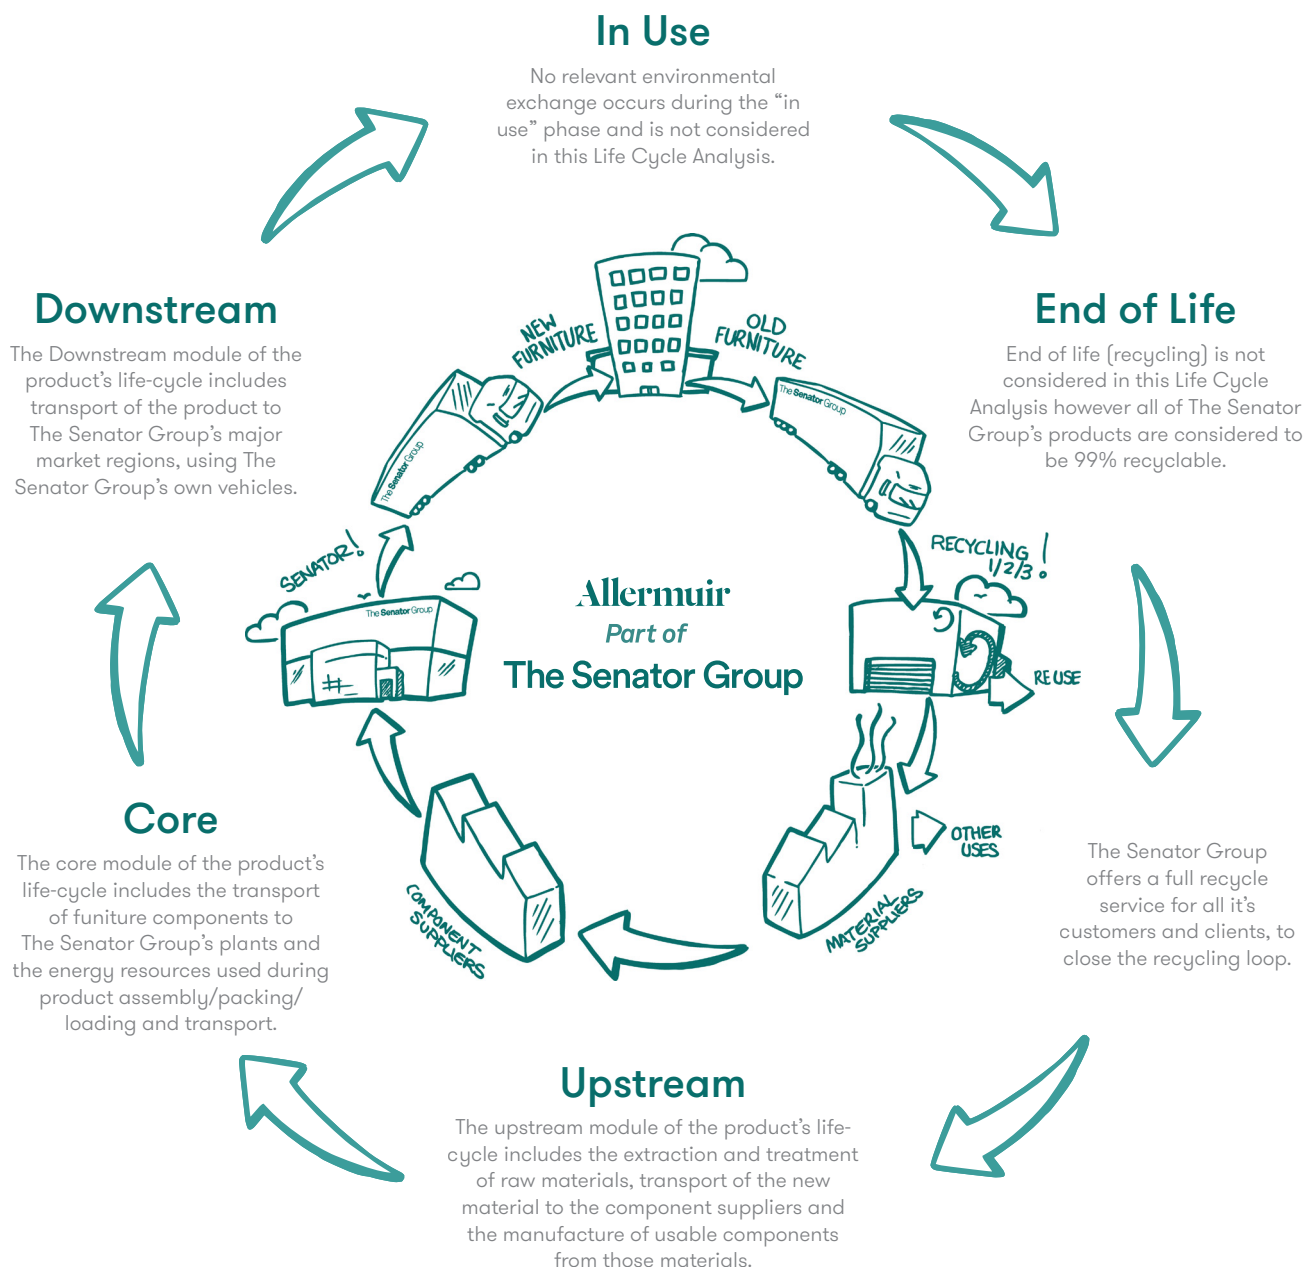 In Use
No relevant environmental
exchange occurs during the “in
use” phase and is not considered
in this Life Cycle Analysis.
Downstream
The Downstream module of the
product’s life-cycle includes
transport of the product to
The Senator Group’s major
market regions, using The
Senator Group’s own vehicles.
End of Life
End of life (recycling) is not
considered in this Life Cycle
Analysis however all of The Senator
Group’s products are considered to
be 99% recyclable.
NEW
FURNITURE
OLD
FURNITURE
The Senator Group
The Senator Group
SENATOR!
RECYCLING
1/2/3!
The Senator Group
Allermuir
Part of
The Senator Group
RE USE
OTHER
USES
COMPONENT
SUPPLIERS
MATERIAL
SUPPLIERS
Core
The core module of the product’s
life-cycle includes the transport
of funiture components to
The Senator Group’s plants and
the energy resources used during
product assembly/packing/
loading and transport.
The Senator Group
offers a full recycle
service for all it’s
customers and clients, to
close the recycling loop.
Upstream
The upstream module of the product’s life-
cycle includes the extraction and treatment
of raw materials, transport of the new
material to the component suppliers and
the manufacture of usable components
from those materials.